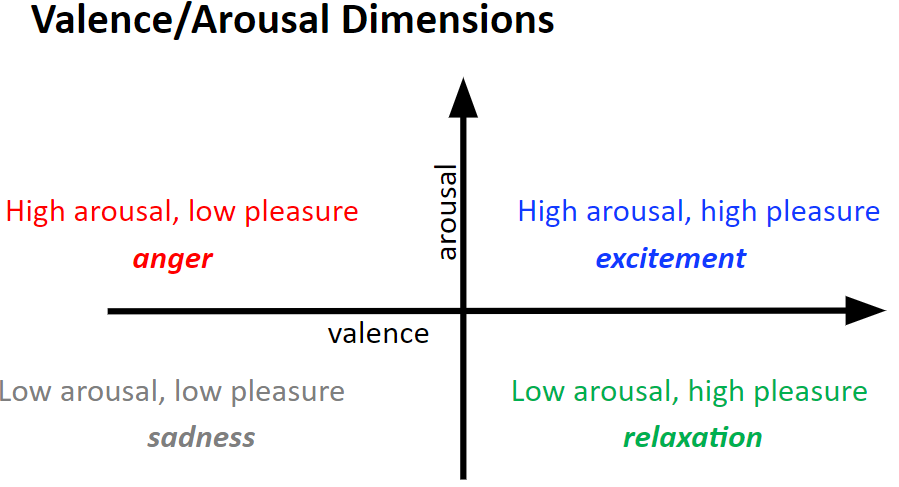 Valence/Arousal Dimensions
arousal
High arousal, low pleasure
anger
High arousal, high pleasure
excitement
valence
Low arousal, low pleasure
sadness
Low arousal, high pleasure
relaxation